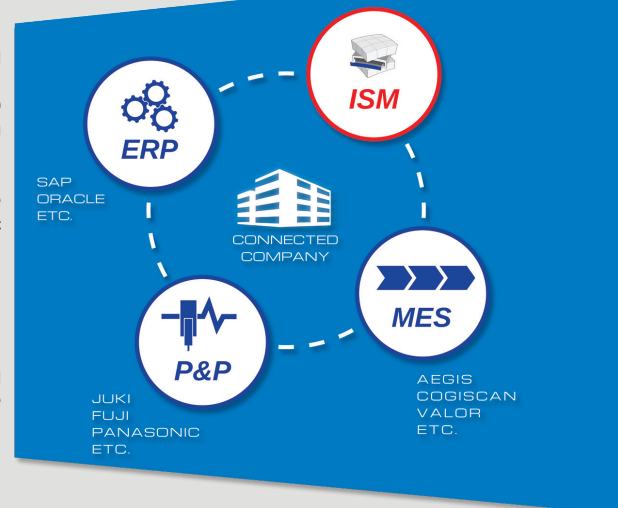 ISM
ERP
SAP
ORACLE
ETC.
CONNECTED
COMPANY
MES
P&P
AEGIS
COGISCAN
VALOR
ETC.
JUKI
FUJI
PANASONIC
ETC.